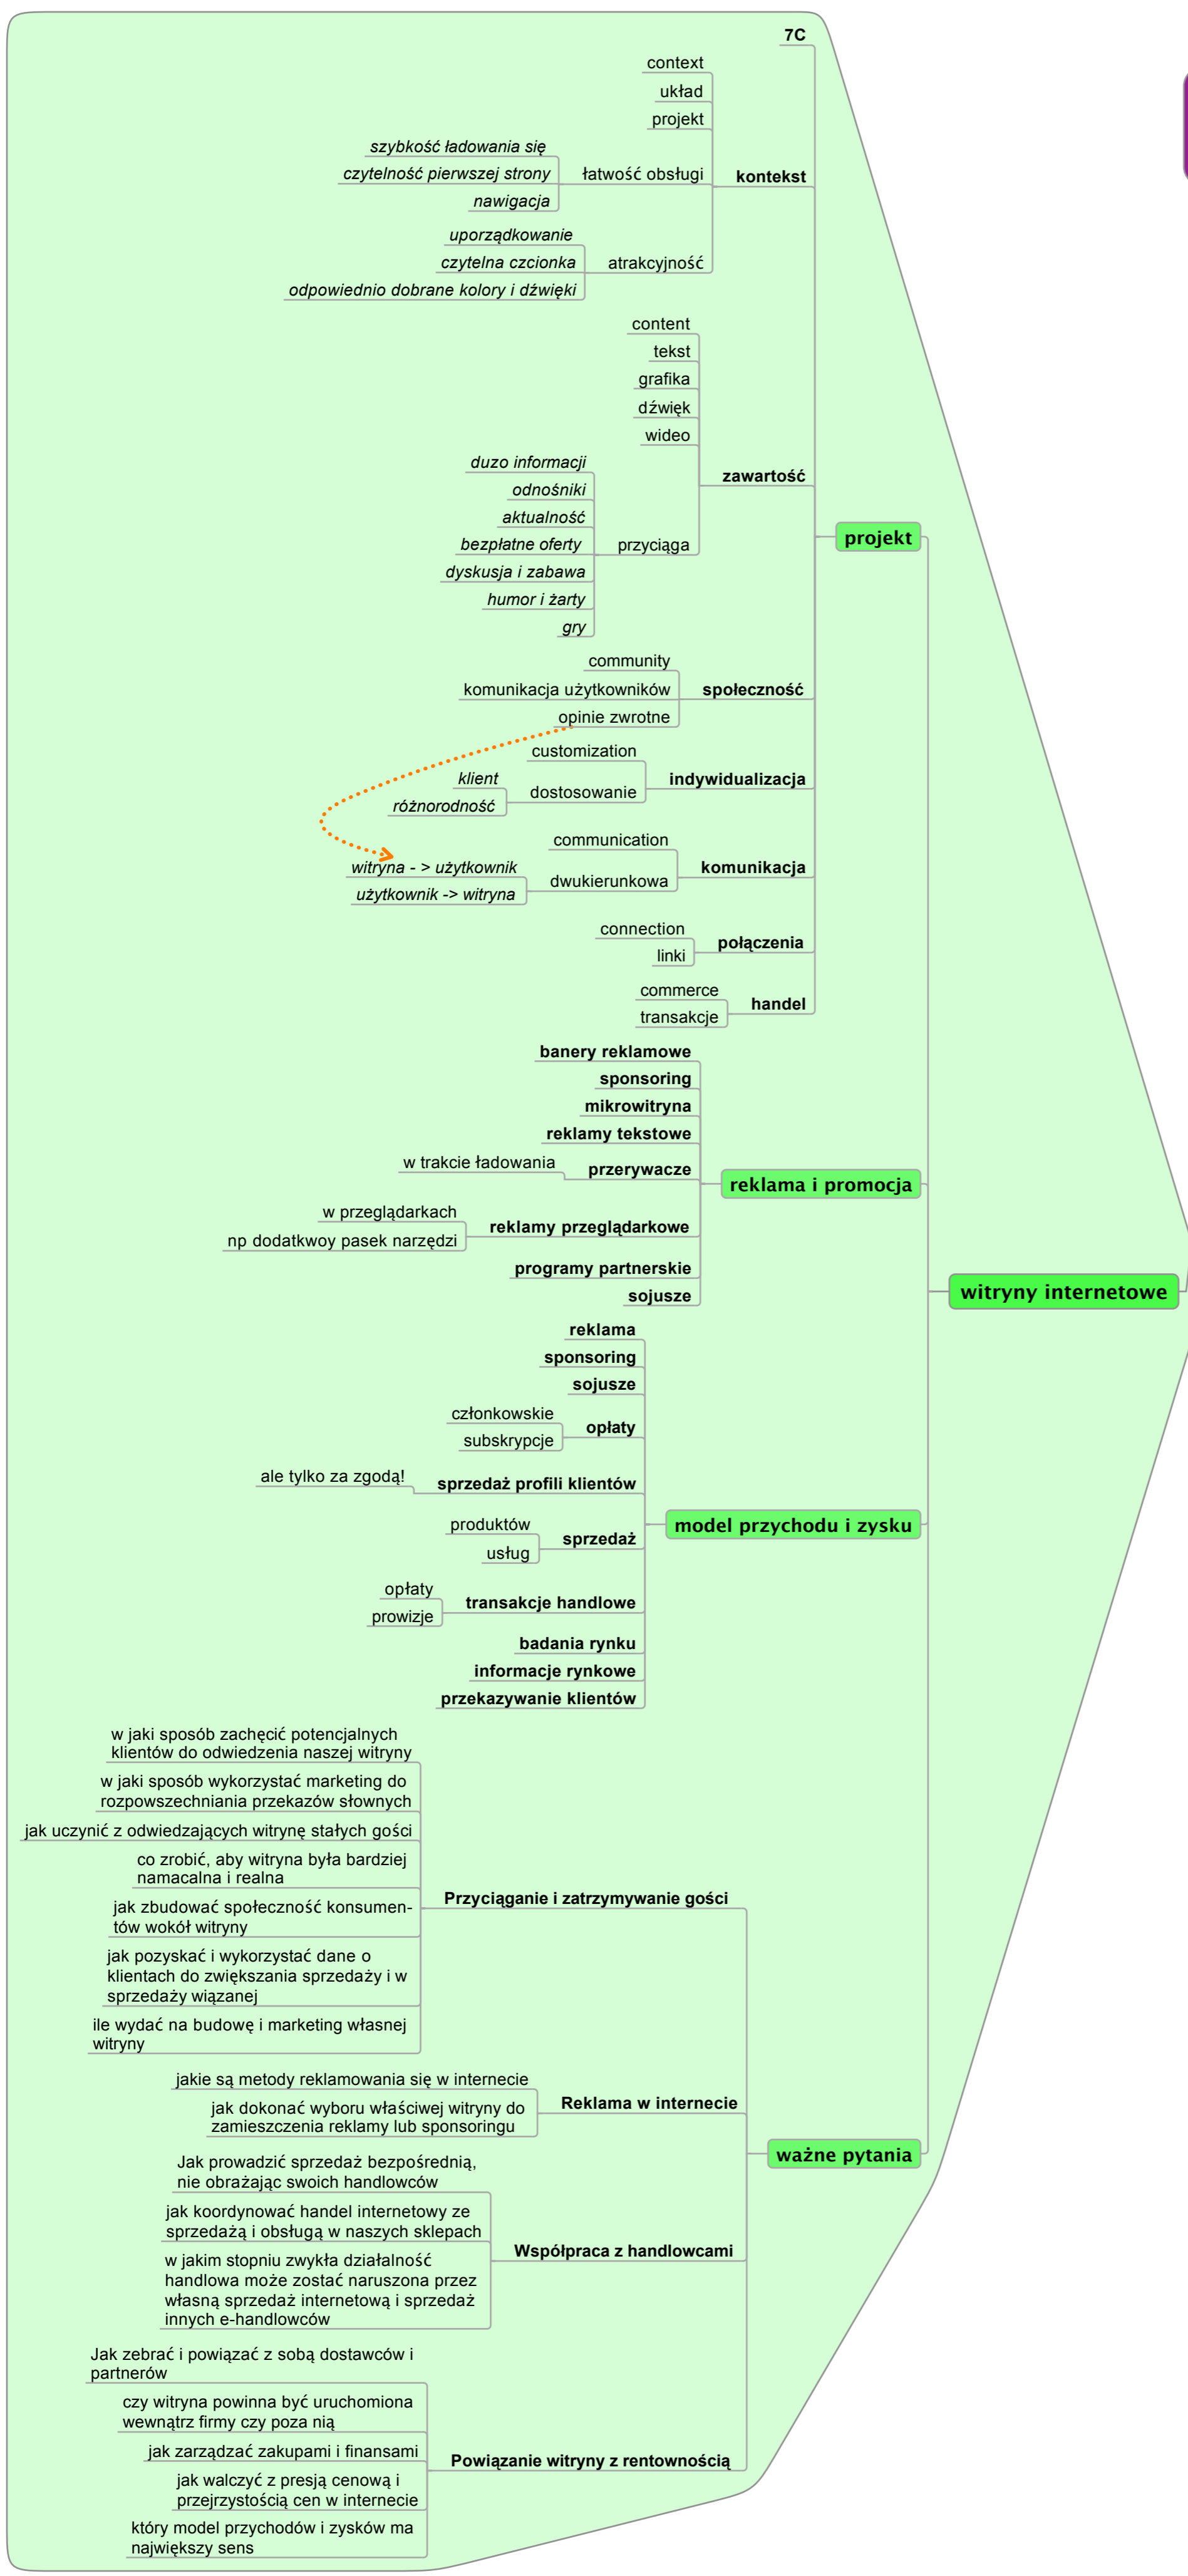 7C
context
układ
projekt
szybkość ładowania się
czytelność pierwszej strony
nawigacja
łatwość obsługi
kontekst
uporządkowanie
czytelna czcionka
odpowiednio dobrane kolory i dźwięki
atrakcyjność
content
tekst
grafika
dźwięk
wideo
zawartość
duzo informacji
odnośniki
aktualność
bezpłatne oferty
dyskusja i zabawa
humor i żarty
gry
przyciąga
projekt
community
komunikacja użytkowników
opinie zwrotne
społeczność
customization
klient
różnorodność
dostosowanie
indywidualizacja
communication
witryna - > użytkownik
użytkownik -> witryna
dwukierunkowa
komunikacja
connection
linki
połączenia
commerce
transakcje
handel
banery reklamowe
sponsoring
mikrowitryna
reklamy tekstowe
w trakcie ładowania
przerywacze
reklama i promocja
w przeglądarkach
np dodatkwoy pasek narzędzi
reklamy przeglądarkowe
programy partnerskie
sojusze
witryny internetowe
reklama
sponsoring
sojusze
członkowskie
subskrypcje
opłaty
ale tylko za zgodą!
sprzedaż profili klientów
model przychodu i zysku
produktów
usług
sprzedaż
opłaty
prowizje
transakcje handlowe
badania rynku
informacje rynkowe
przekazywanie klientów
w jaki sposób zachęcić potencjalnych
klientów do odwiedzenia naszej witryny
w jaki sposób wykorzystać marketing do
rozpowszechniania przekazów słownych
jak uczynić z odwiedzających witrynę stałych gości
co zrobić, aby witryna była bardziej
namacalna i realna
jak zbudować społeczność konsumen-
tów wokół witryny
jak pozyskać i wykorzystać dane o
klientach do zwiększania sprzedaży i w
sprzedaży wiązanej
ile wydać na budowę i marketing własnej
witryny
Przyciąganie i zatrzymywanie gości
jakie są metody reklamowania się w internecie
jak dokonać wyboru właściwej witryny do
zamieszczenia reklamy lub sponsoringu
Reklama w internecie
ważne pytania
Jak prowadzić sprzedaż bezpośrednią,
nie obrażając swoich handlowców
jak koordynować handel internetowy ze
sprzedażą i obsługą w naszych sklepach
w jakim stopniu zwykła działalność
handlowa może zostać naruszona przez
własną sprzedaż internetową i sprzedaż
innych e-handlowców
Współpraca z handlowcami
Jak zebrać i powiązać z sobą dostawców i
partnerów
czy witryna powinna być uruchomiona
wewnątrz firmy czy poza nią
jak zarządzać zakupami i finansami
jak walczyć z presją cenową i
przejrzystością cen w internecie
który model przychodów i zysków ma
największy sens
Powiązanie witryny z rentownością